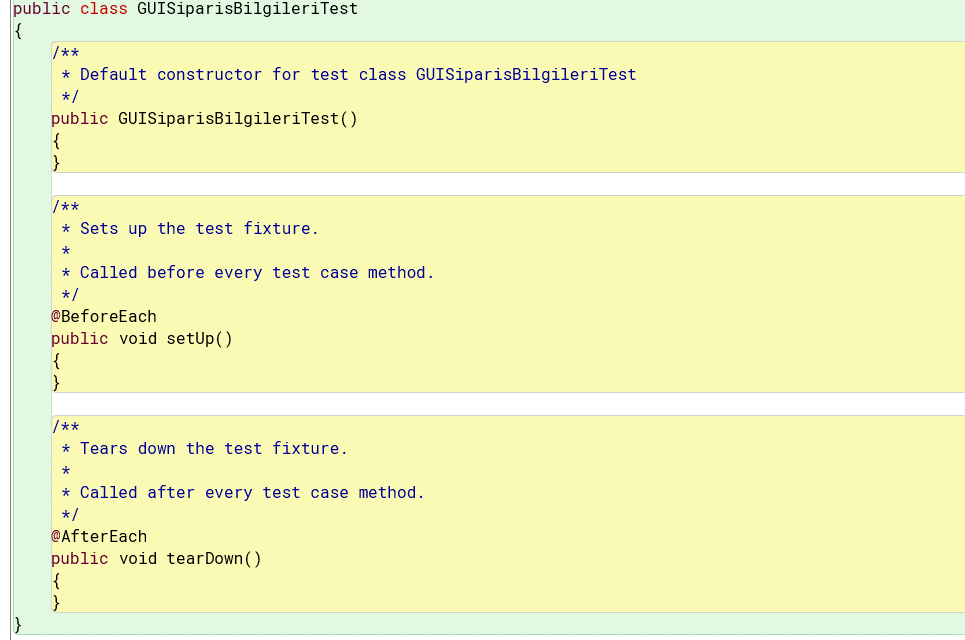 public class GUISiparisBilgileriTest
{
/**
* Default constructor for test class GUISiparisBilgileriTest
*/
public GUISiparisBilgileriTest()
{
}
/**
* Sets up the test fixture.
*
* Called before every test case method.
*/
@BeforeEach
public void setUp()
{
}
/**
* Tears down the test fixture.
*
* Called after every test case method.
*/
@AfterEach
public void tearDown()
{
}
}